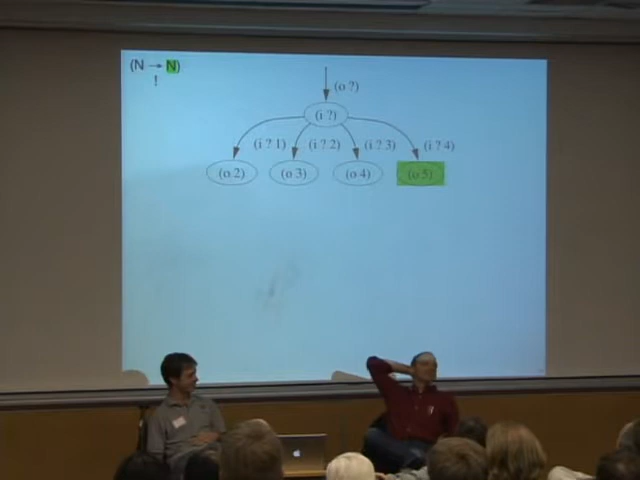 (N → N)
!
(o ?)
(i ?)
(i ? 1) (i ? 2) (i ? 3) (i ? 4)
(o 2) (o 3) (o 4) (o 5)